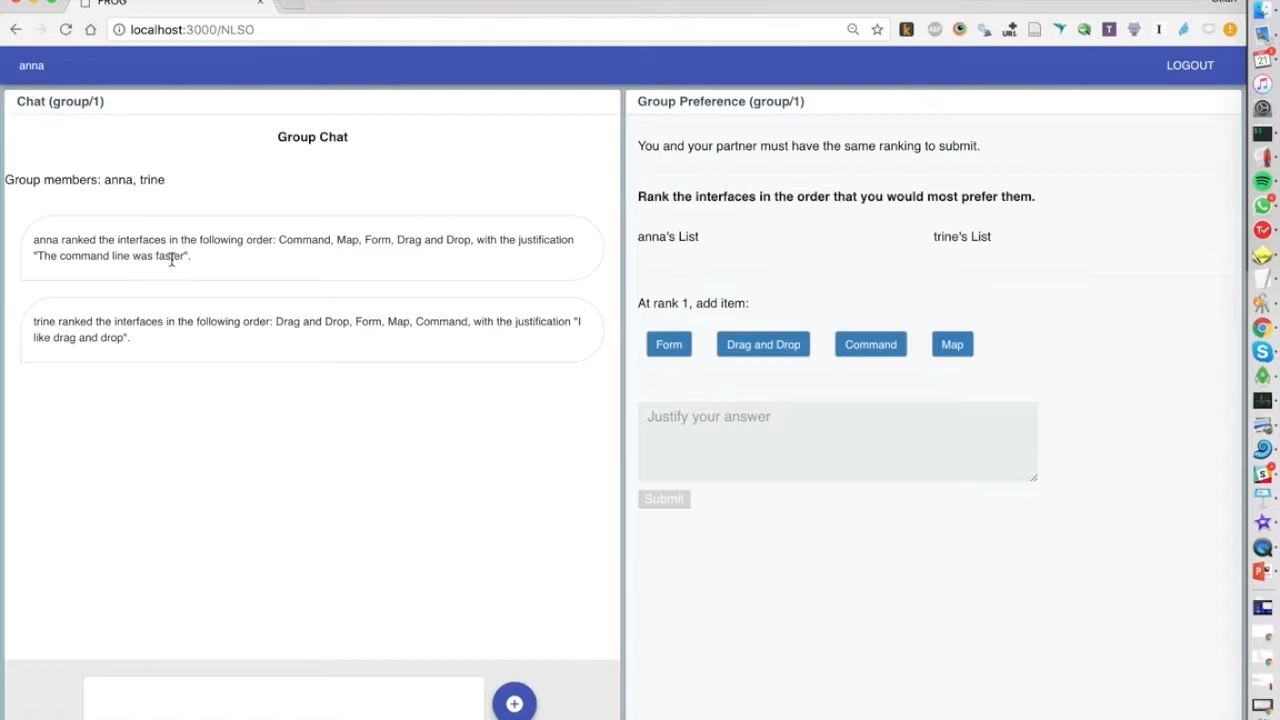 FROG
localhost:3000/NLSO
anna
LOGOUT
Chat (group/1)
Group Chat
Group members: anna, trine
anna ranked the interfaces in the following order: Command, Map, Form, Drag and Drop, with the justification
"The command line was faster".
trine ranked the interfaces in the following order: Drag and Drop, Form, Map, Command, with the justification "I
like drag and drop".
Group Preference (group/1)
You and your partner must have the same ranking to submit.
Rank the interfaces in the order that you would most prefer them.
anna's List
trine's List
At rank 1, add item:
Form
Drag and Drop
Command
Map
Justify your answer
Submit